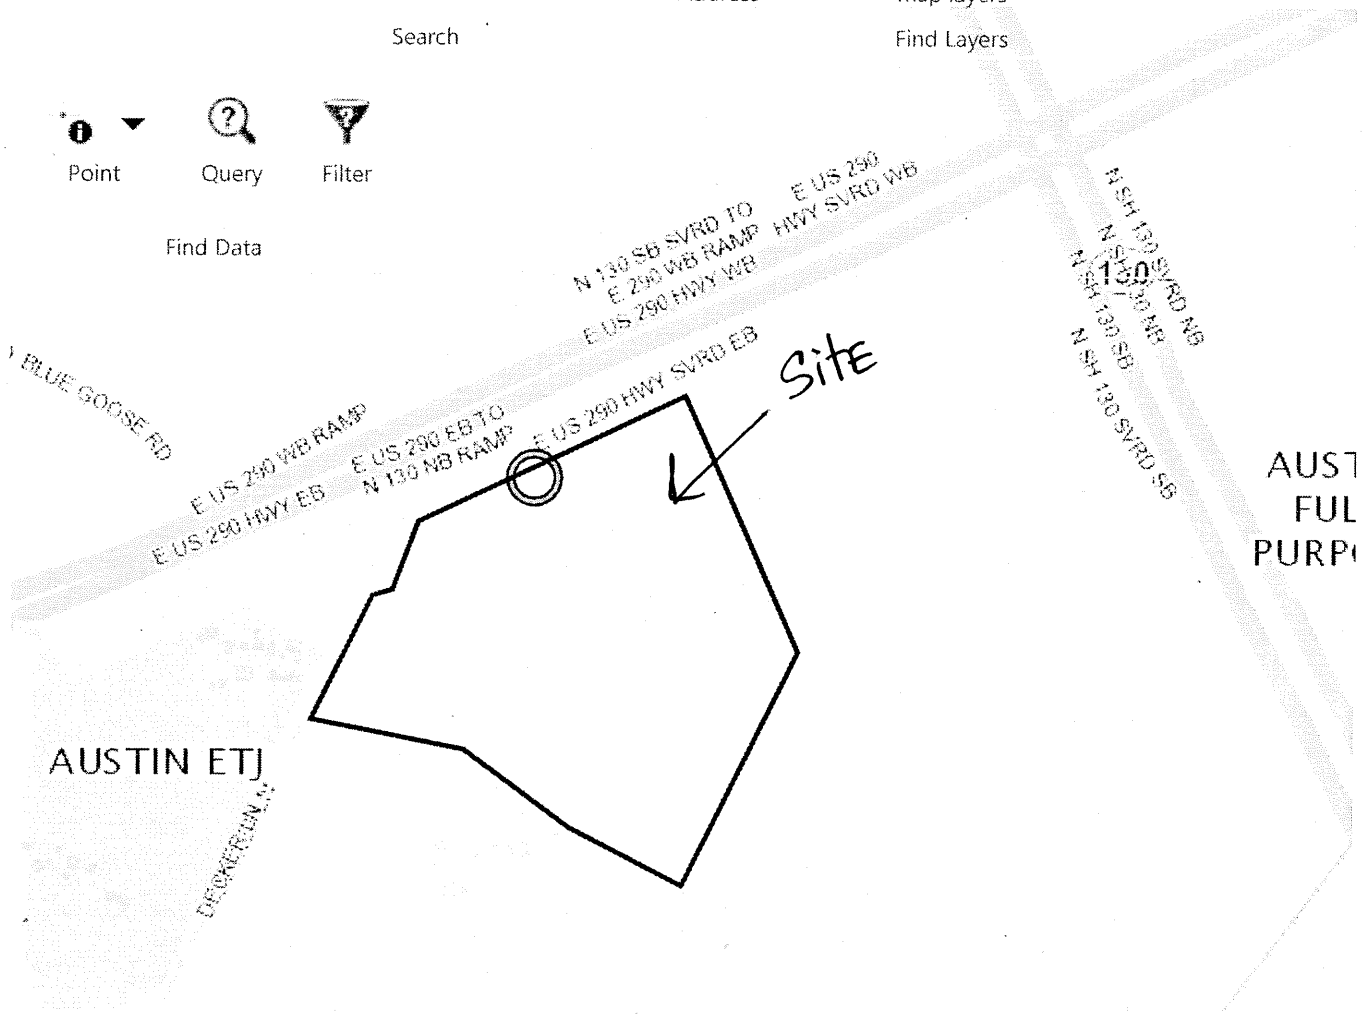 Search
Find Layers
Point
Query
Filter
Find Data
N 130 SB SVRD TO
E 290 WB RAMP
E US 290 HWY WB
E US 290
HWY SVRD WB
E US 290 HWY SVRD EB
SitE
BLUE GOOSE RD
E US 290 WB RAMP
E US 290 HWY EB
E US 290 EB TO
N 130 NB RAMP
N SH 130 SVRD NB
N SH 130 NB
130
N SH 130 SB
N SH 130 SVRD SB
AUST
FUL
PURP
AUSTIN ETJ
DECKER LN